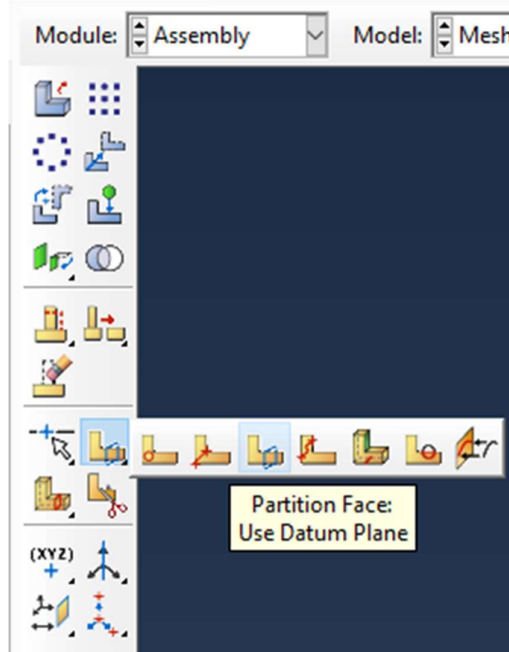 Module: Assembly Model: Mesh
Partition Face:
Use Datum Plane
(XYZ)